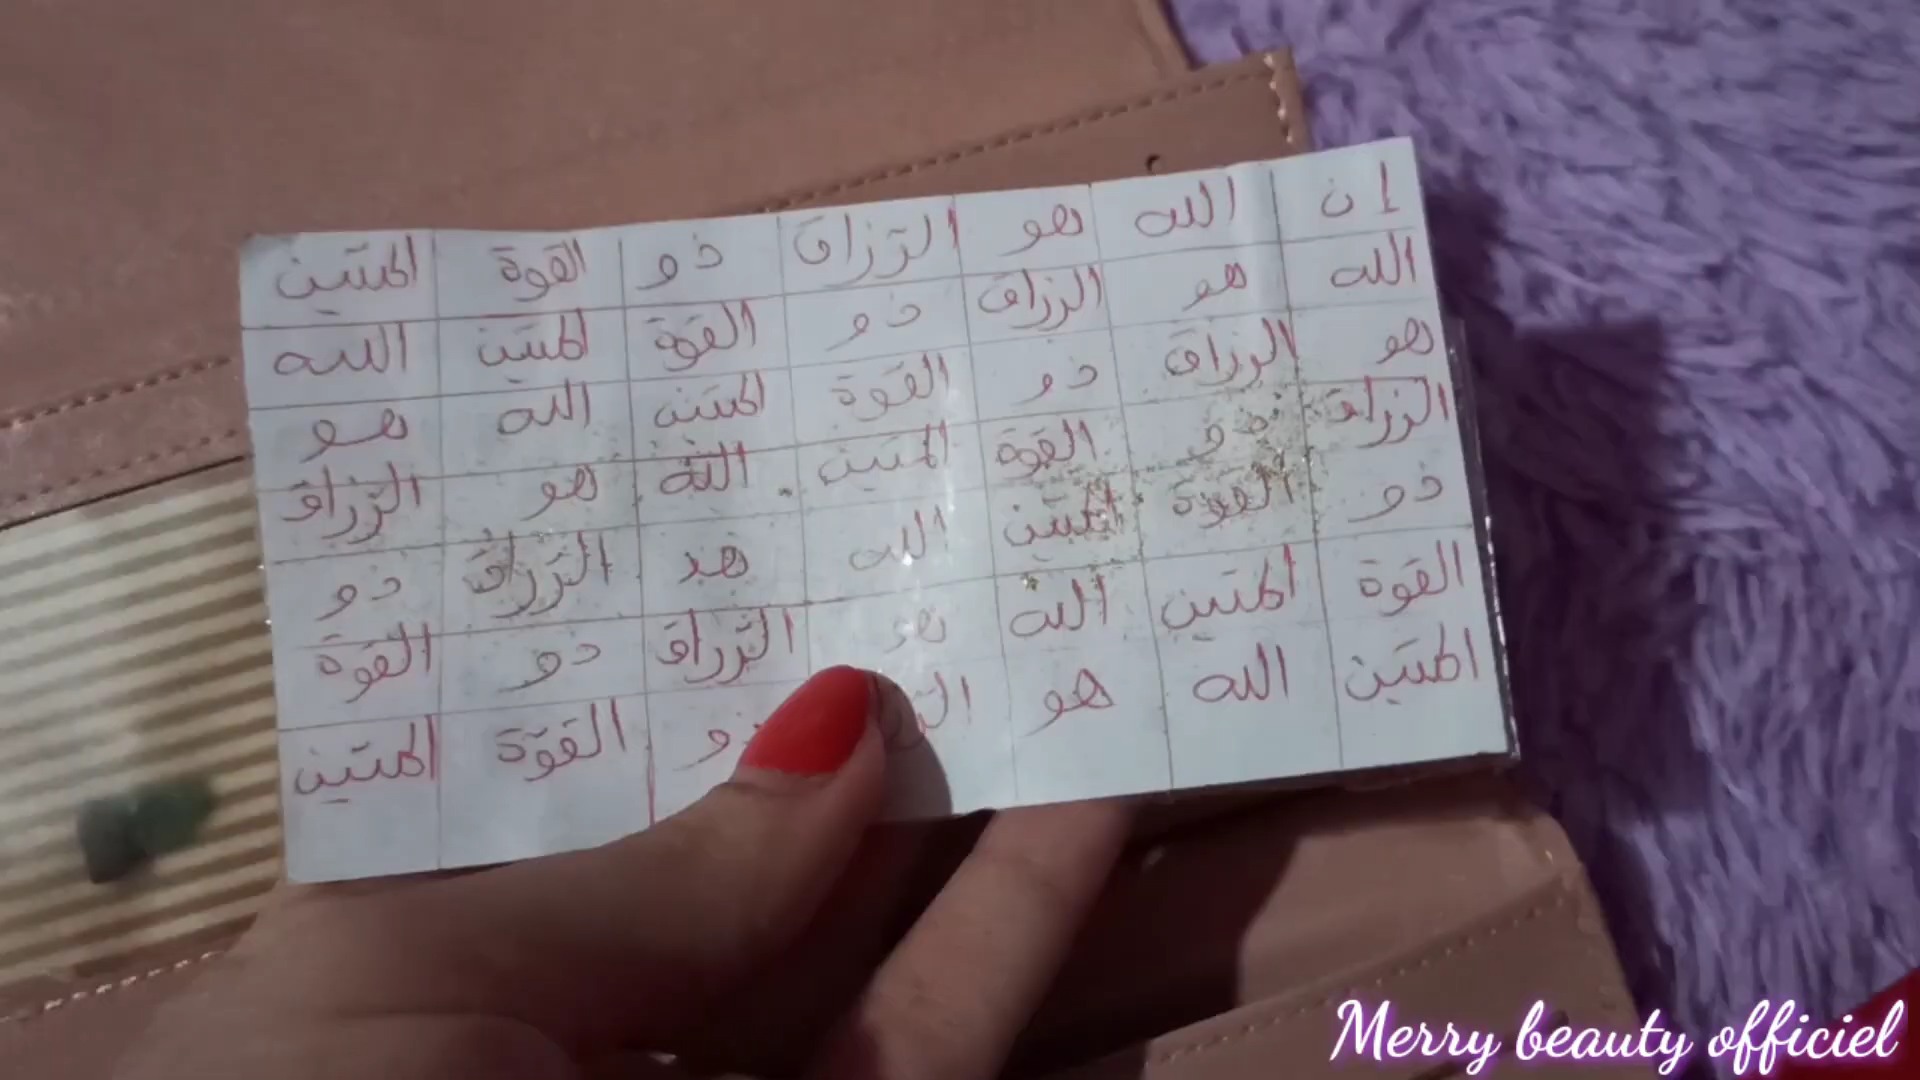 إن الله هو الرزاق ذو القوة المتين
الله هو الرزاق ذو القوة المتين الله
هو الرزاق ذو القوة المتين الله هو
الرزاق ذو القوة المتين الله هو الرزاق
ذو القوة المتين الله هو الرزاق ذو
القوة المتين الله هو الرزاق ذو القوة
المتين الله هو ذو القوة المتين
Merry beauty officiel